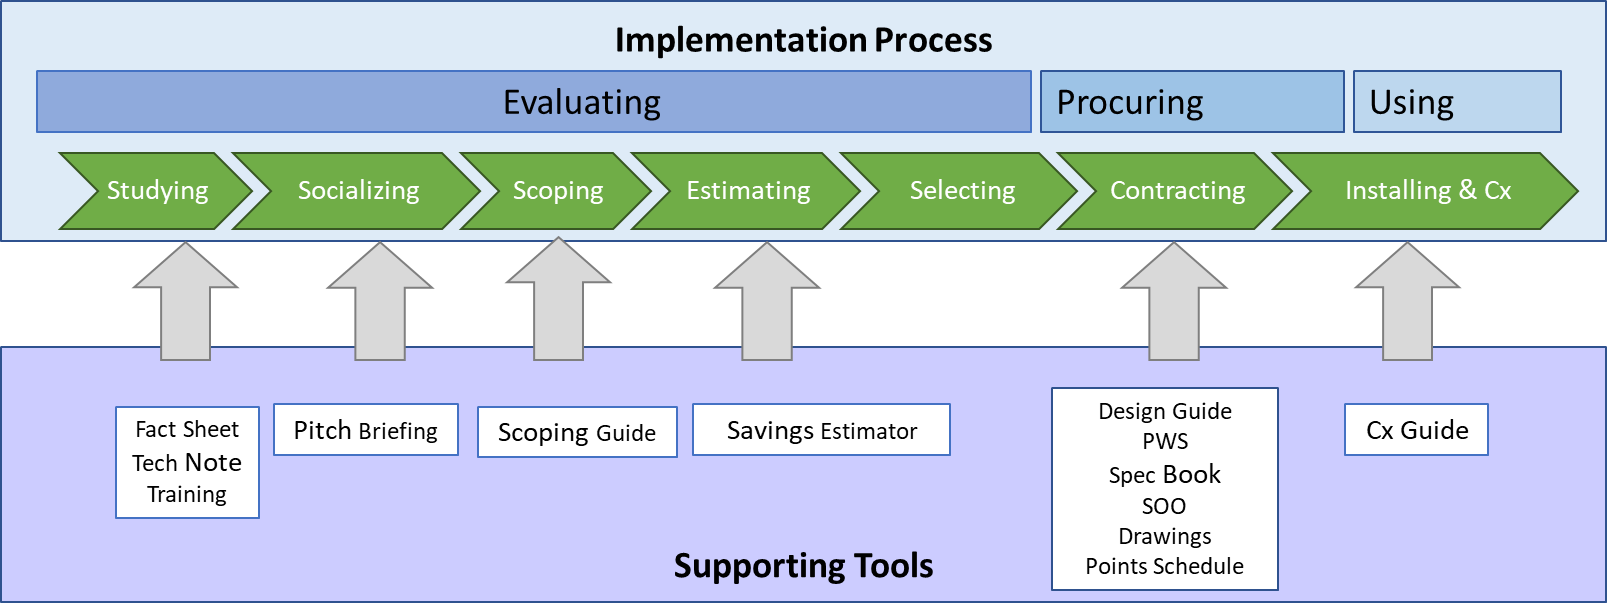 Implementation Process
Evaluating
Procuring
Using
Studying
Socializing
Scoping
Estimating
Selecting
Contracting
Installing & Cx
Fact Sheet
Tech Note
Training
Pitch Briefing
Scoping Guide
Savings Estimator
Design Guide
PWS
Spec Book
SOO
Drawings
Points Schedule
Cx Guide
Supporting Tools